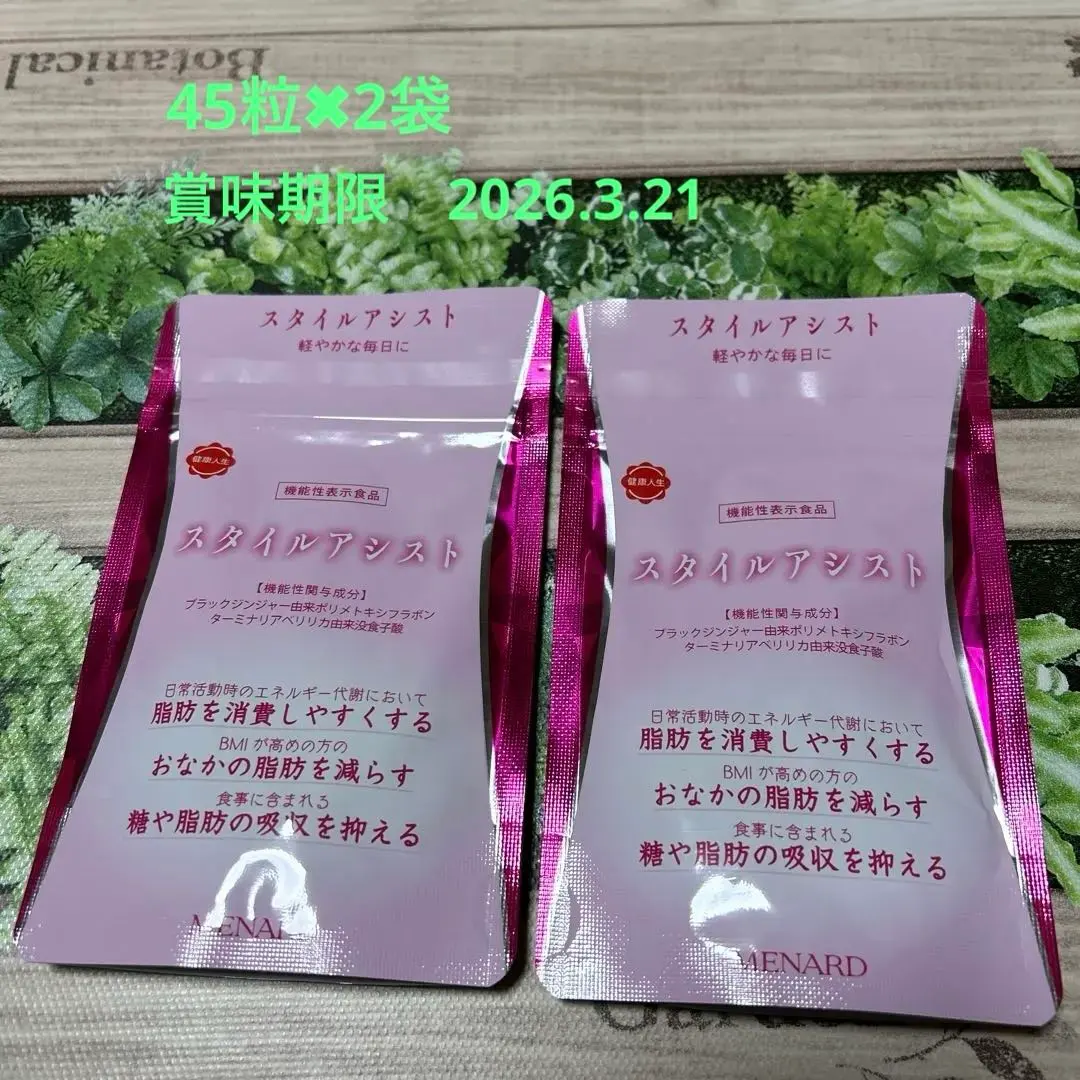 Botanical
45粒✖2袋
賞味期限 2026.3.21
スタイルアシスト
軽やかな毎日に
健康人生
機能性表示食品
スタイルアシスト
【機能性関与成分】
ブラックジンジャー由来ポリメトキシフラボン
ターミナリアベリリカ由来没食子酸
日常活動時のエネルギー代謝において
脂肪を消費しやすくする
BMIが高めの方の
おなかの脂肪を減らす
食事に含まれる
糖や脂肪の吸収を抑える
MENARD
スタイルアシスト
軽やかな毎日に
健康人生
機能性表示食品
スタイルアシスト
【機能性関与成分】
ブラックジンジャー由来ポリメトキシフラボン
ターミナリアベリリカ由来没食子酸
日常活動時のエネルギー代謝において
脂肪を消費しやすくする
BMIが高めの方の
おなかの脂肪を減らす
食事に含まれる
糖や脂肪の吸収を抑える
MENARD